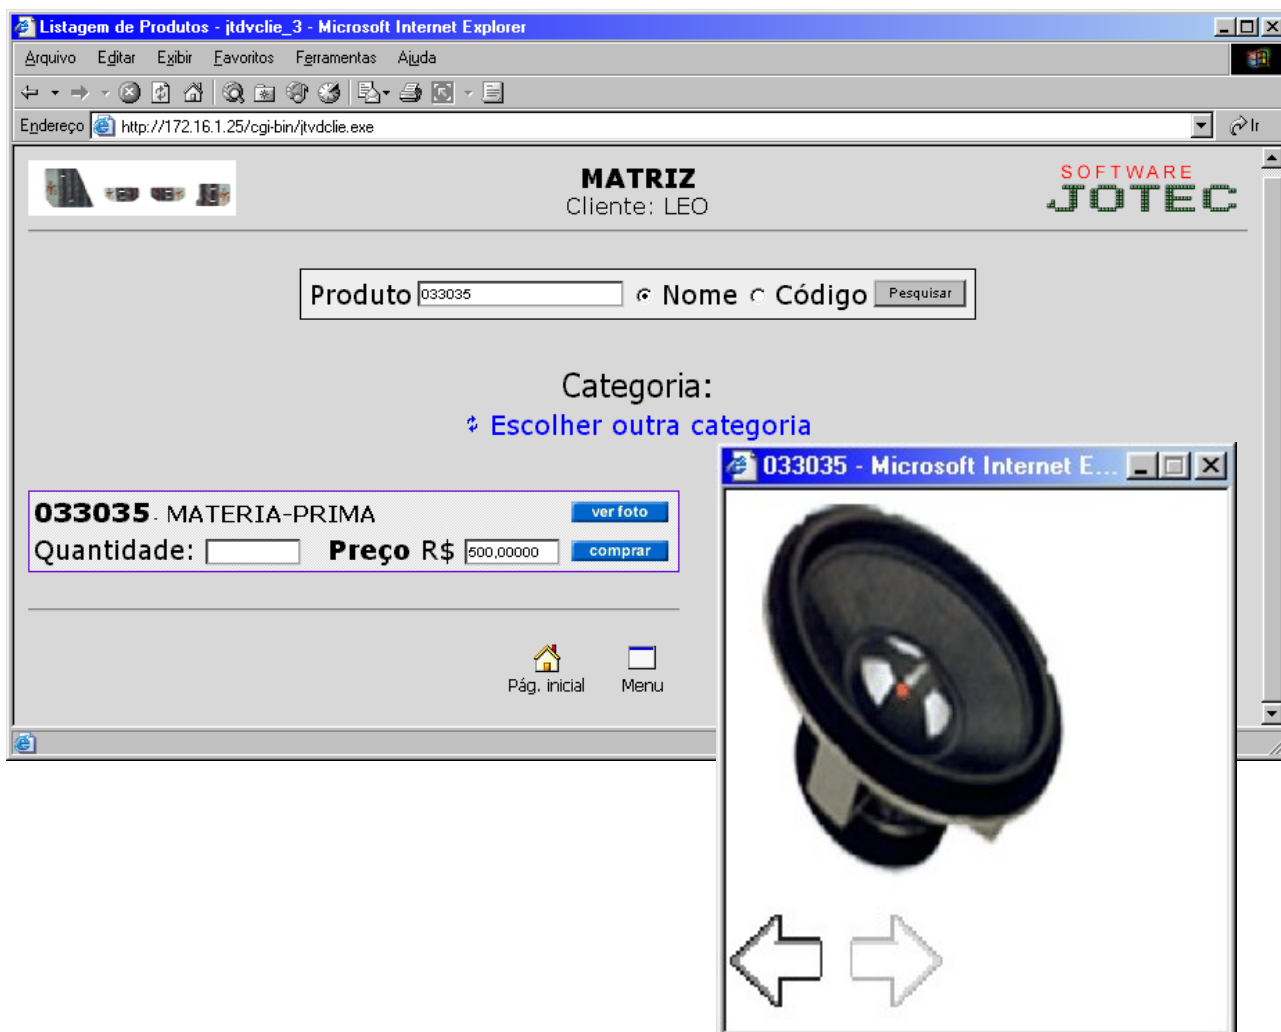 Listagem de Produtos - jtdvclie_3 - Microsoft Internet Explorer
Arquivo Editar Exibir Favoritos Ferramentas Ajuda
Endereço http://172.16.1.25/cgi-bin/jtvdclie.exe Ir
MATRIZ
Cliente: LEO
SOFTWARE
JOTEC
Produto 033035 Nome Código Pesquisar
Categoria:
Escolher outra categoria
033035. MATERIA-PRIMA ver foto
Quantidade: Preço R$ 500,00000 comprar
Pág. inicial Menu
033035 - Microsoft Internet E...